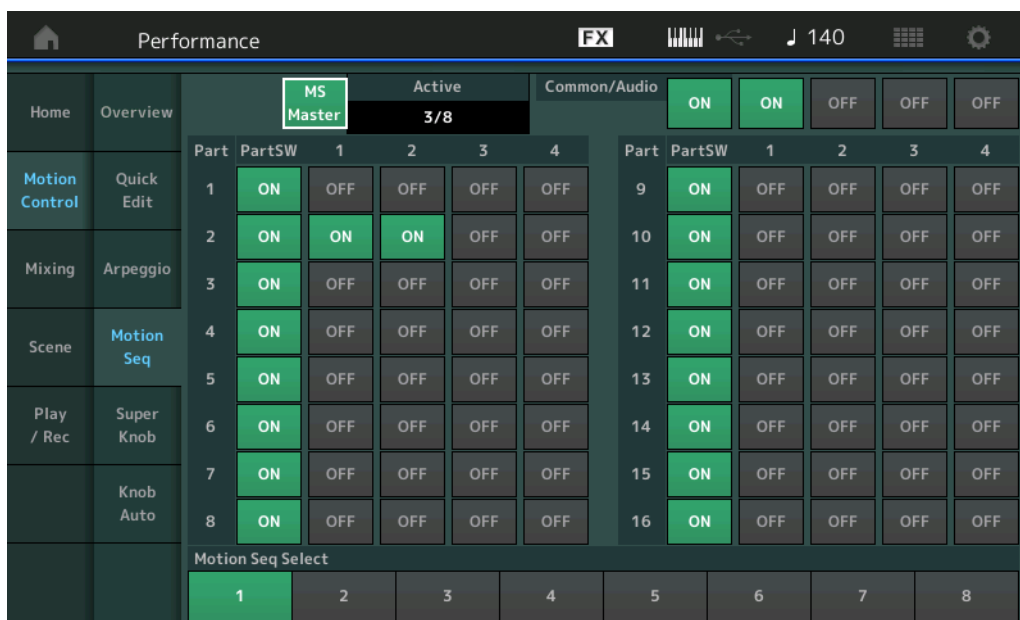 Performance FX 140
Home Overview MS Master Active 3/8 Common/Audio ON ON OFF OFF OFF
Part PartSW 1 2 3 4 Part PartSW 1 2 3 4
Motion Control Quick Edit 1 ON OFF OFF OFF OFF 9 ON OFF OFF OFF OFF
2 ON ON ON OFF OFF 10 ON OFF OFF OFF OFF
Mixing Arpeggio 3 ON OFF OFF OFF OFF 11 ON OFF OFF OFF OFF
Scene Motion Seq 4 ON OFF OFF OFF OFF 12 ON OFF OFF OFF OFF
5 ON OFF OFF OFF OFF 13 ON OFF OFF OFF OFF
Play / Rec Super Knob 6 ON OFF OFF OFF OFF 14 ON OFF OFF OFF OFF
7 ON OFF OFF OFF OFF 15 ON OFF OFF OFF OFF
Knob Auto 8 ON OFF OFF OFF OFF 16 ON OFF OFF OFF OFF
Motion Seq Select
1 2 3 4 5 6 7 8